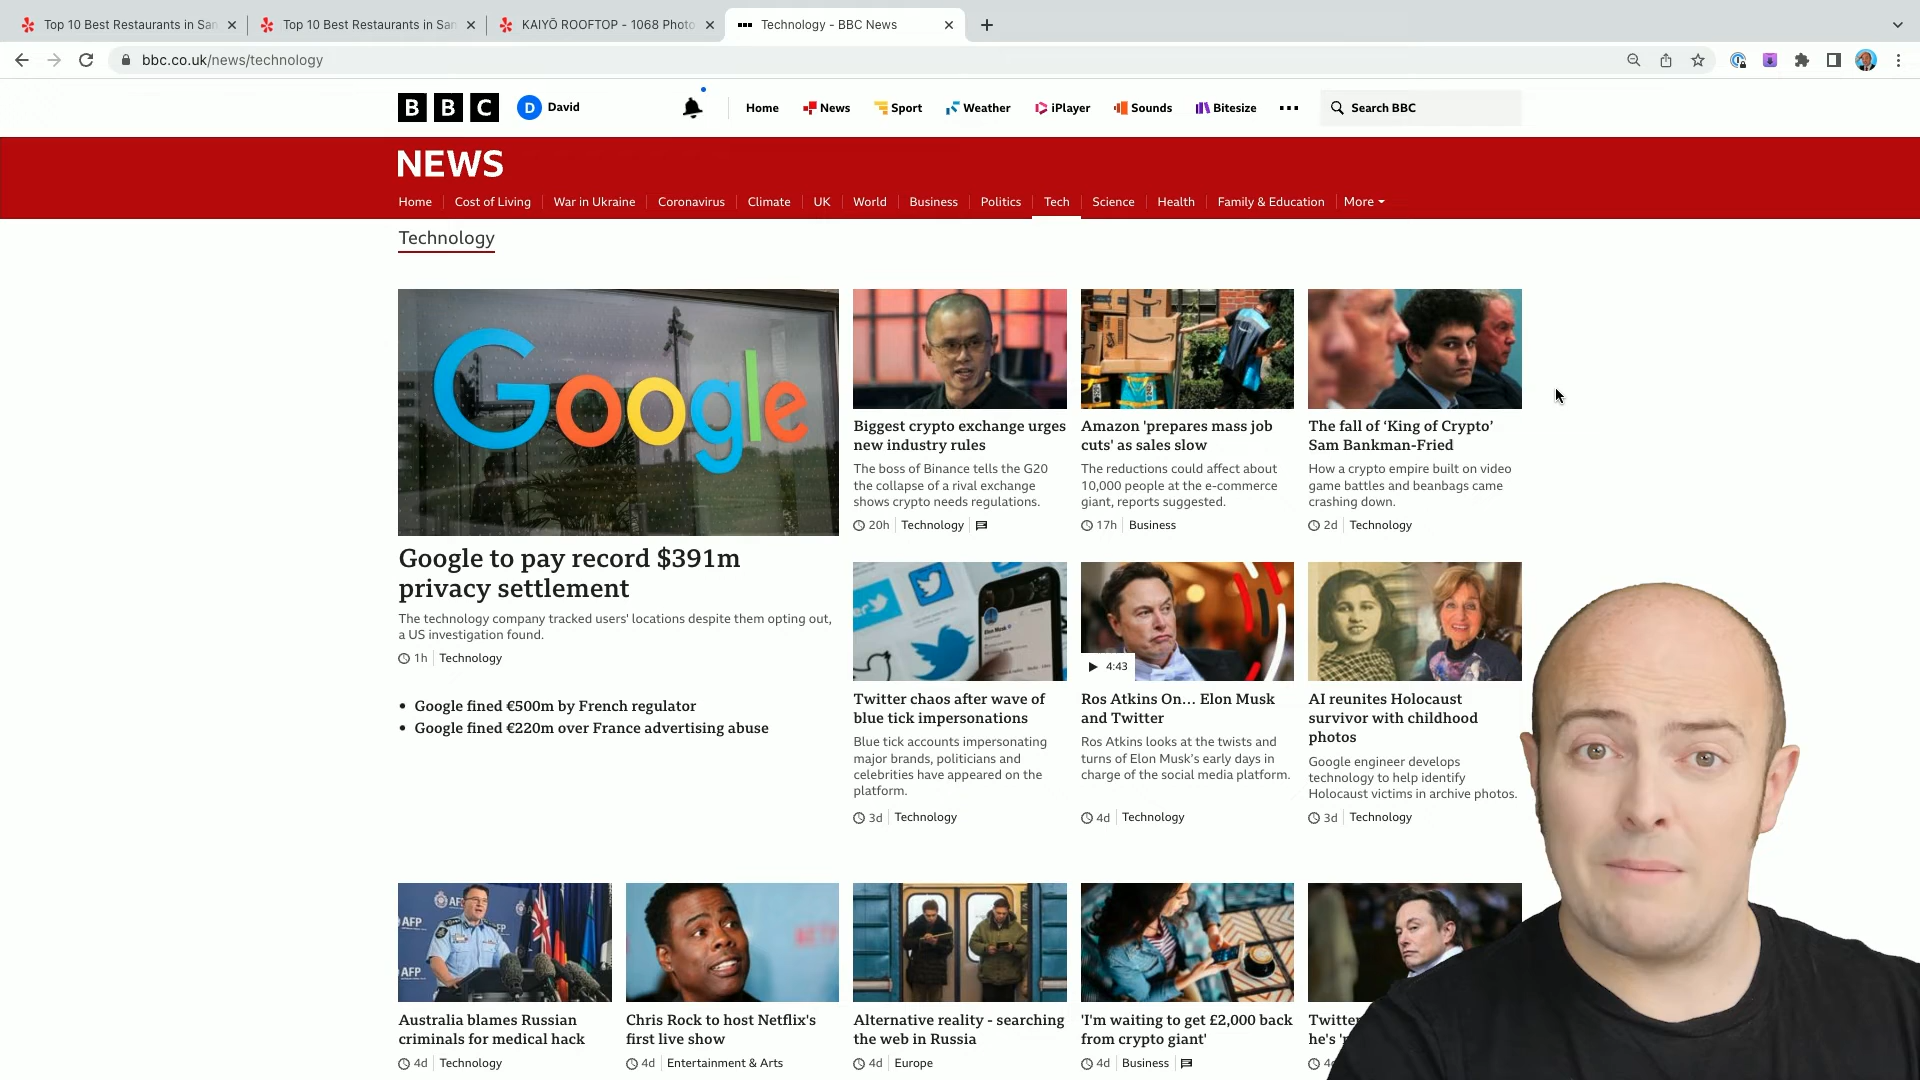 Top 10 Best Restaurants in San
Top 10 Best Restaurants in San
KAIYŌ ROOFTOP - 1068 Photo
Technology - BBC News
bbc.co.uk/news/technology
BBC
D David
Home
News
Sport
Weather
iPlayer
Sounds
Bitesize
Search BBC
NEWS
Home
Cost of Living
War in Ukraine
Coronavirus
Climate
UK
World
Business
Politics
Tech
Science
Health
Family & Education
More
Technology
Google
Google to pay record $391m
privacy settlement
The technology company tracked users' locations despite them opting out,
a US investigation found.
1h Technology
• Google fined €500m by French regulator
• Google fined €220m over France advertising abuse
Biggest crypto exchange urges
new industry rules
The boss of Binance tells the G20
the collapse of a rival exchange
shows crypto needs regulations.
20h Technology
Amazon 'prepares mass job
cuts' as sales slow
The reductions could affect about
10,000 people at the e-commerce
giant, reports suggested.
17h Business
The fall of ‘King of Crypto’
Sam Bankman-Fried
How a crypto empire built on video
game battles and beanbags came
crashing down.
2d Technology
Twitter chaos after wave of
blue tick impersonations
Blue tick accounts impersonating
major brands, politicians and
celebrities have appeared on the
platform.
3d Technology
4:43
Ros Atkins On... Elon Musk
and Twitter
Ros Atkins looks at the twists and
turns of Elon Musk's early days in
charge of the social media platform.
4d Technology
AI reunites Holocaust
survivor with childhood
photos
Google engineer develops
technology to help identify
Holocaust victims in archive photos.
3d Technology
AFP
AFP
Australia blames Russian
criminals for medical hack
4d Technology
Chris Rock to host Netflix's
first live show
4d Entertainment & Arts
Alternative reality - searching
the web in Russia
4d Europe
'I'm waiting to get £2,000 back
from crypto giant'
4d Business
Twitte
he's